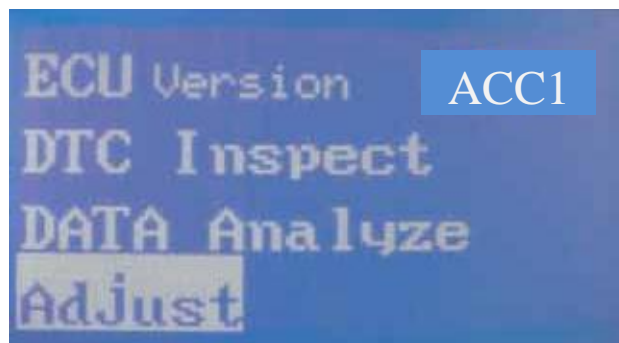 ECU Version
ACC1
DTC Inspect
DATA Analyze
Adjust